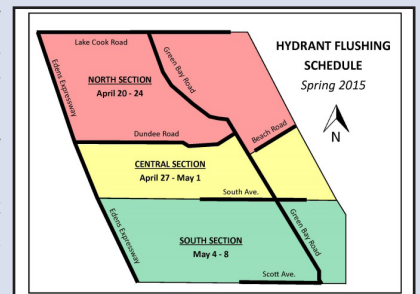 HYDRANT FLUSHING
SCHEDULE
Spring 2015
N
Lake Cook Road
Green Bay Road
Edens Expressway
NORTH SECTION
April 20 - 24
Beach Road
Dundee Road
CENTRAL SECTION
April 27 - May 1
South Ave.
Edens Expressway
Green Bay Road
SOUTH SECTION
May 4 - 8
Scott Ave.